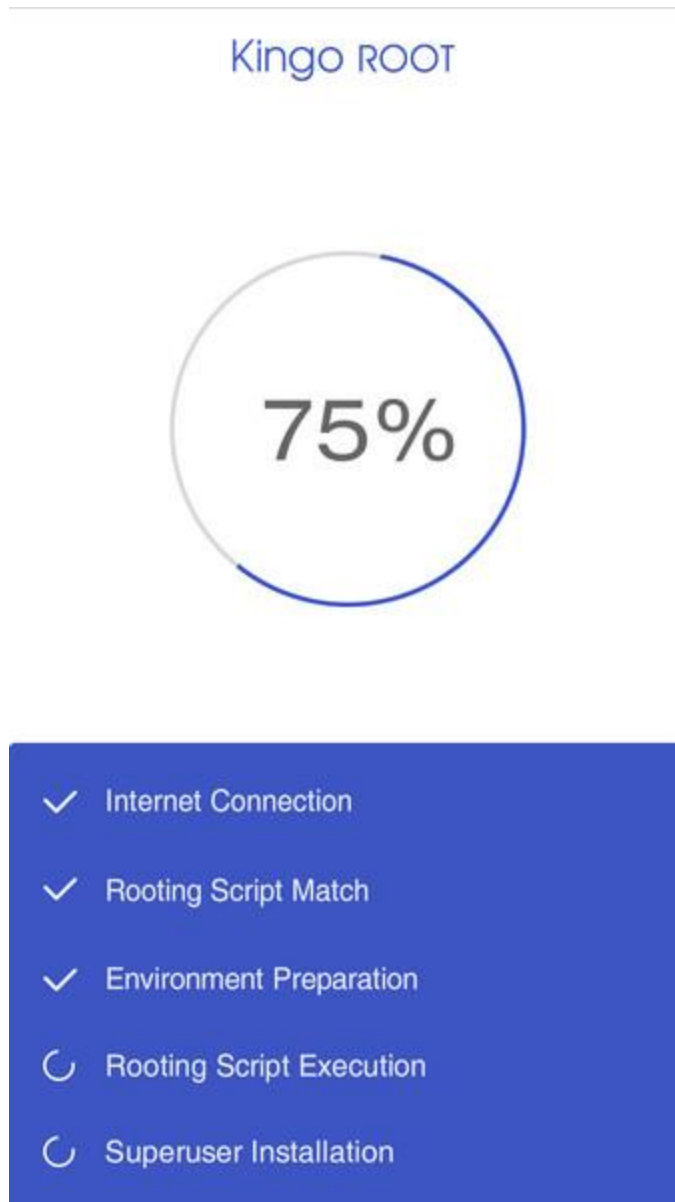 Kingo ROOT
75%
Internet Connection
Rooting Script Match
Environment Preparation
Rooting Script Execution
Superuser Installation